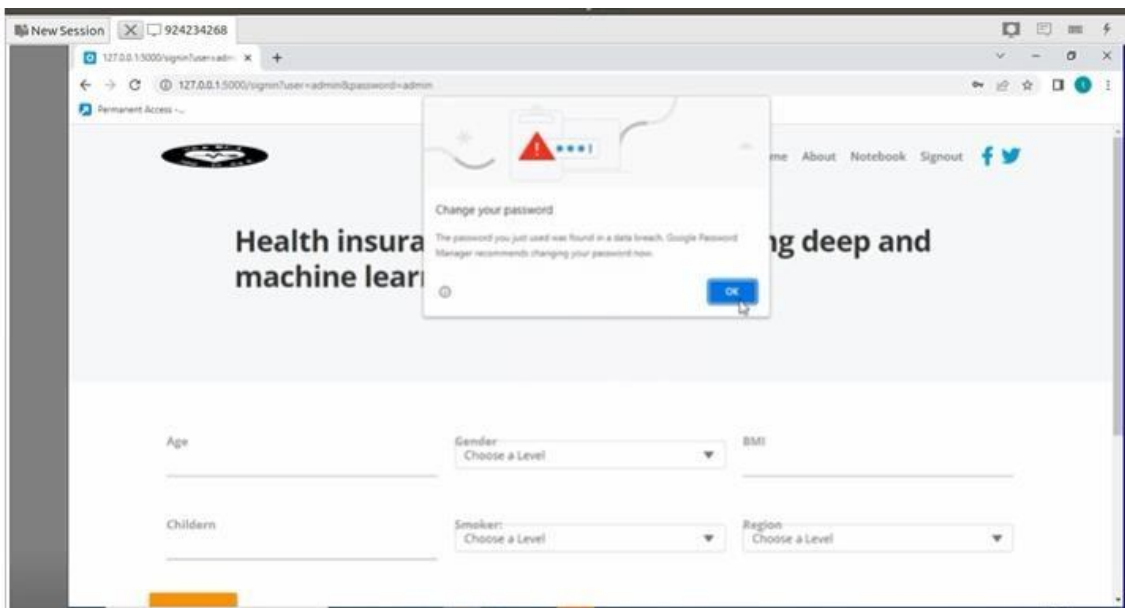 New Session
924234268
127.0.0.1:5000/signin?user=admi
127.0.0.1:5000/signin?user=admin&password=admin
Permanent Access -...
me About Notebook Signout
Change your password
The password you just used was found in a data breach. Google Password
Manager recommends changing your password now.
OK
Health insura ng deep and
machine lear
Age
Gender
Choose a Level
BMI
Childern
Smoker:
Choose a Level
Region
Choose a Level